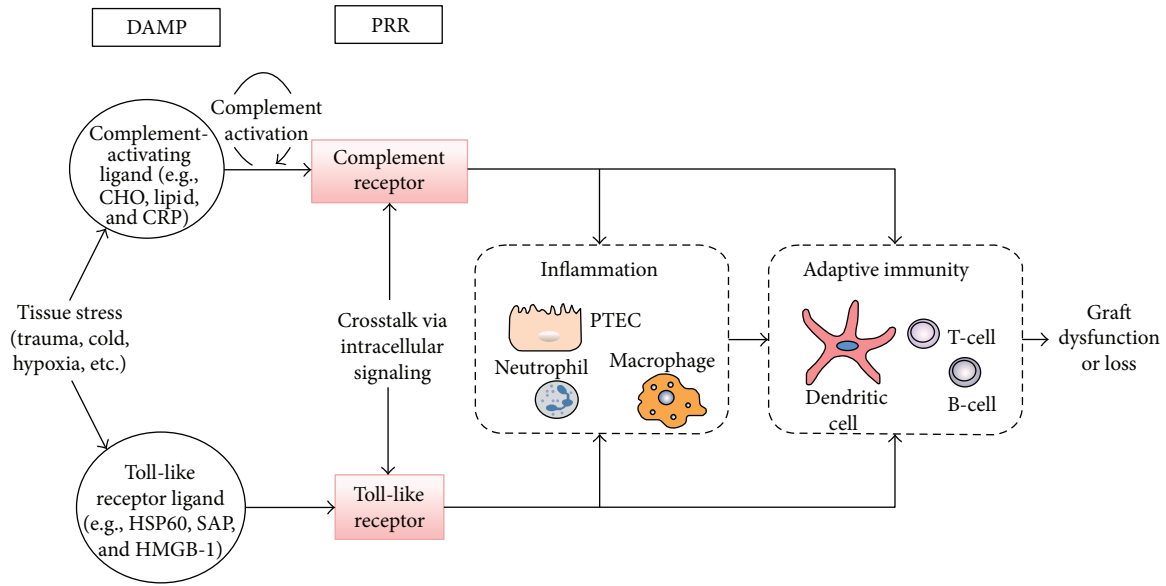 DAMP
PRR
Complement
activation
Complement-
activating
ligand (e.g.,
CHO, lipid,
and CRP)
Complement
receptor
Tissue stress
(trauma, cold,
hypoxia, etc.)
Crosstalk via
intracellular
signaling
Inflammation
PTEC
Neutrophil
Macrophage
Adaptive immunity
T-cell
B-cell
Dendritic
cell
Graft
dysfunction
or loss
Toll-like
receptor ligand
(e.g., HSP60, SAP,
and HMGB-1)
Toll-like
receptor